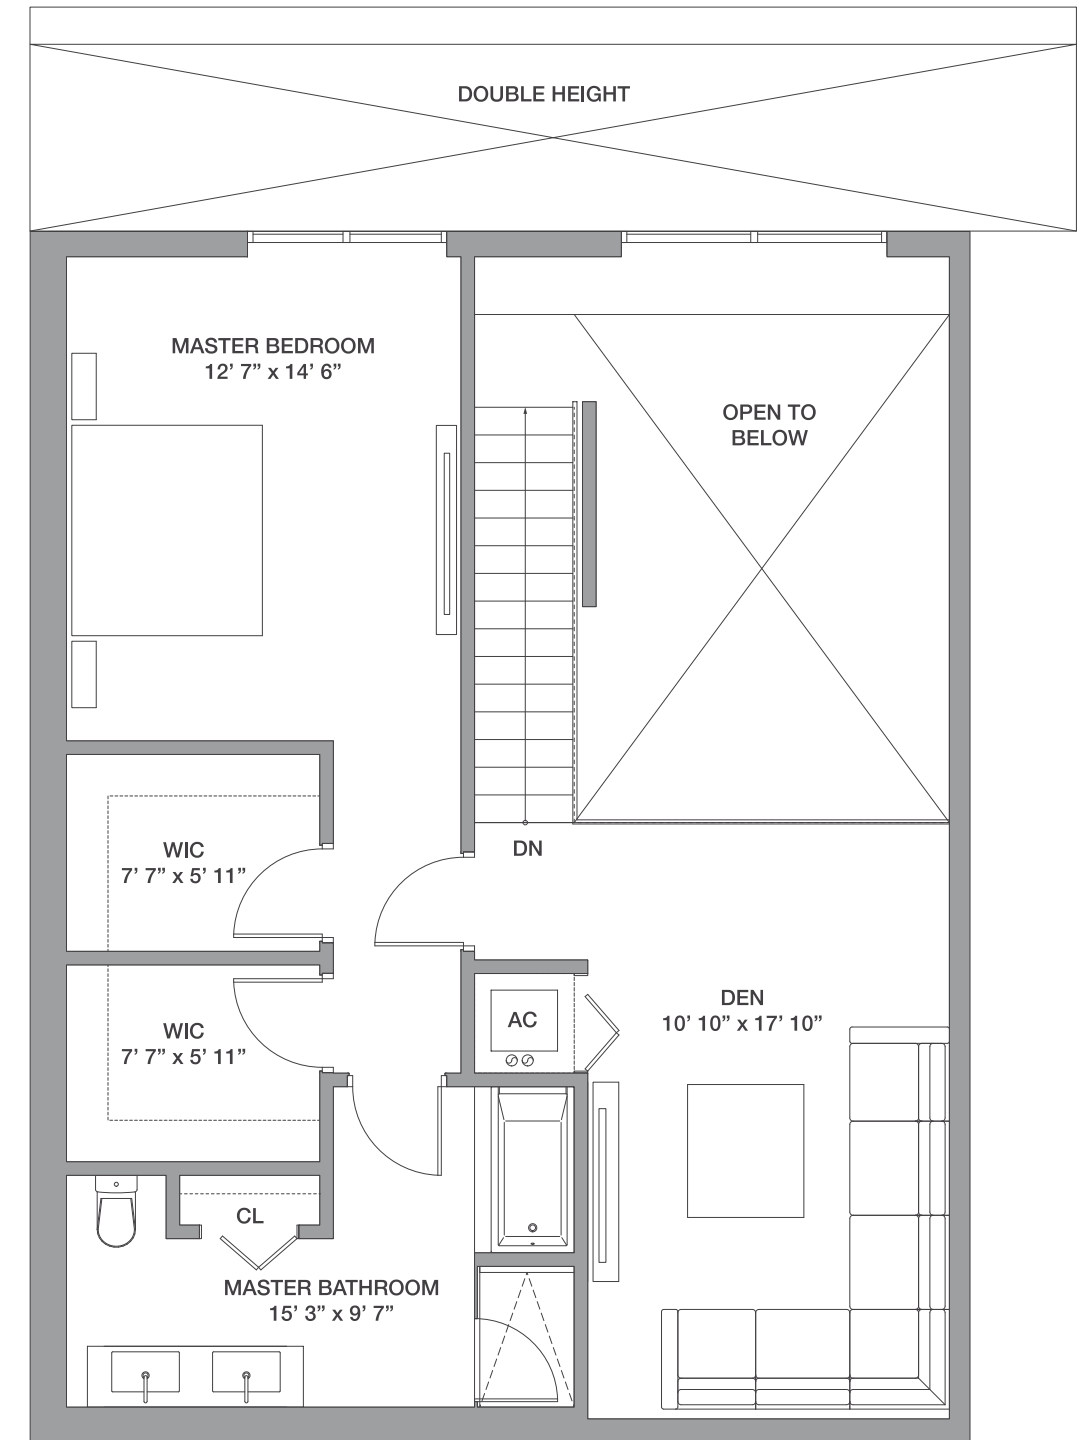 DOUBLE HEIGHT
MASTER BEDROOM
12’ 7” x 14’ 6”
OPEN TO
BELOW
DN
WIC
7’ 7” x 5’ 11”
WIC
7’ 7” x 5’ 11”
AC
DEN
10’ 10” x 17’ 10”
CL
MASTER BATHROOM
15’ 3” x 9’ 7”